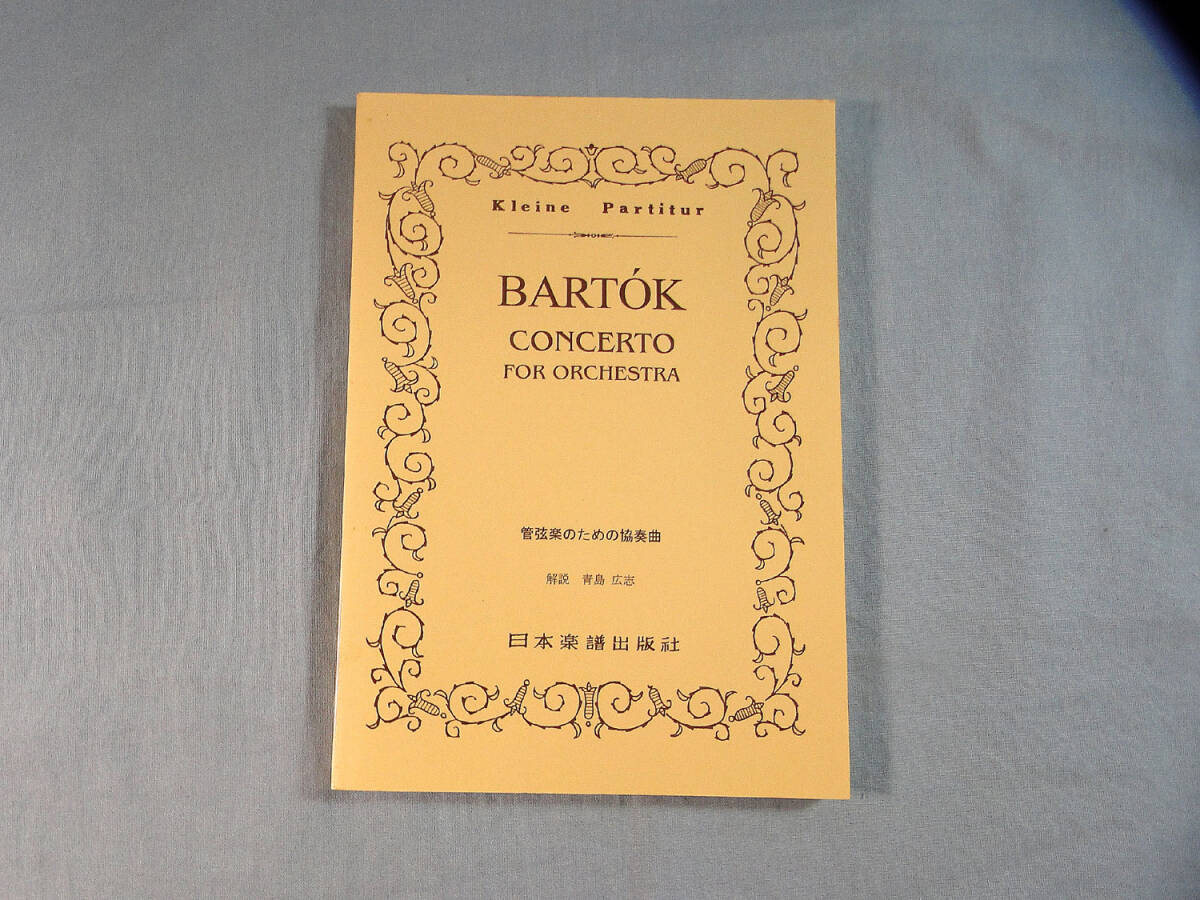 Kleine Partitur
BARTÓK
CONCERTO
FOR ORCHESTRA
管弦楽のための協奏曲
解説 青島 広志
日本楽譜出版社